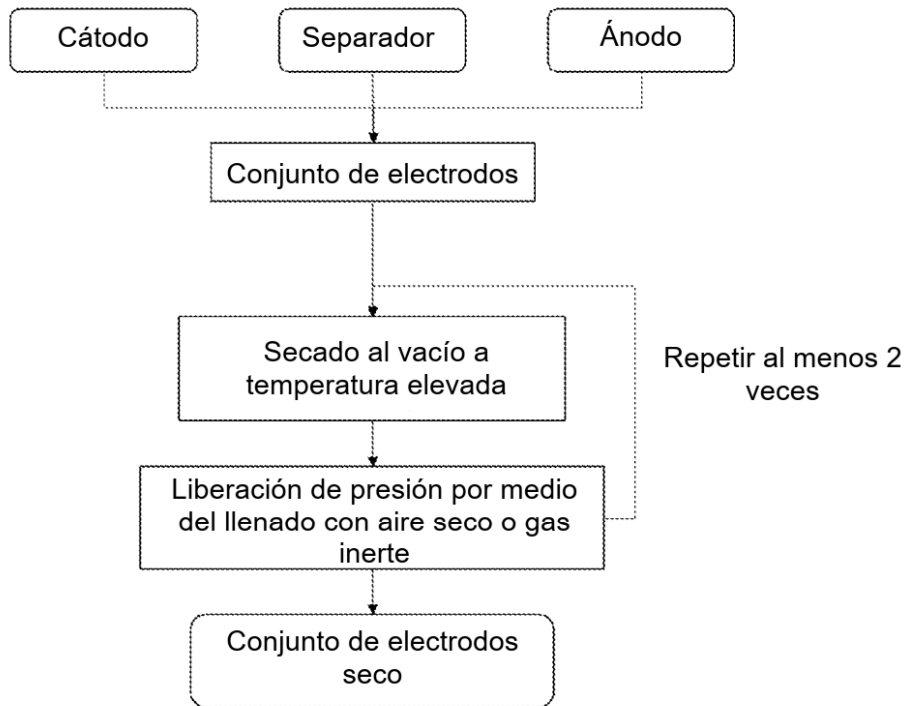 Cátodo
Separador
Ánodo
Conjunto de electrodos
Secado al vacío a
temperatura elevada
Repetir al menos 2
veces
Liberación de presión por medio
del llenado con aire seco o gas
inerte
Conjunto de electrodos
seco